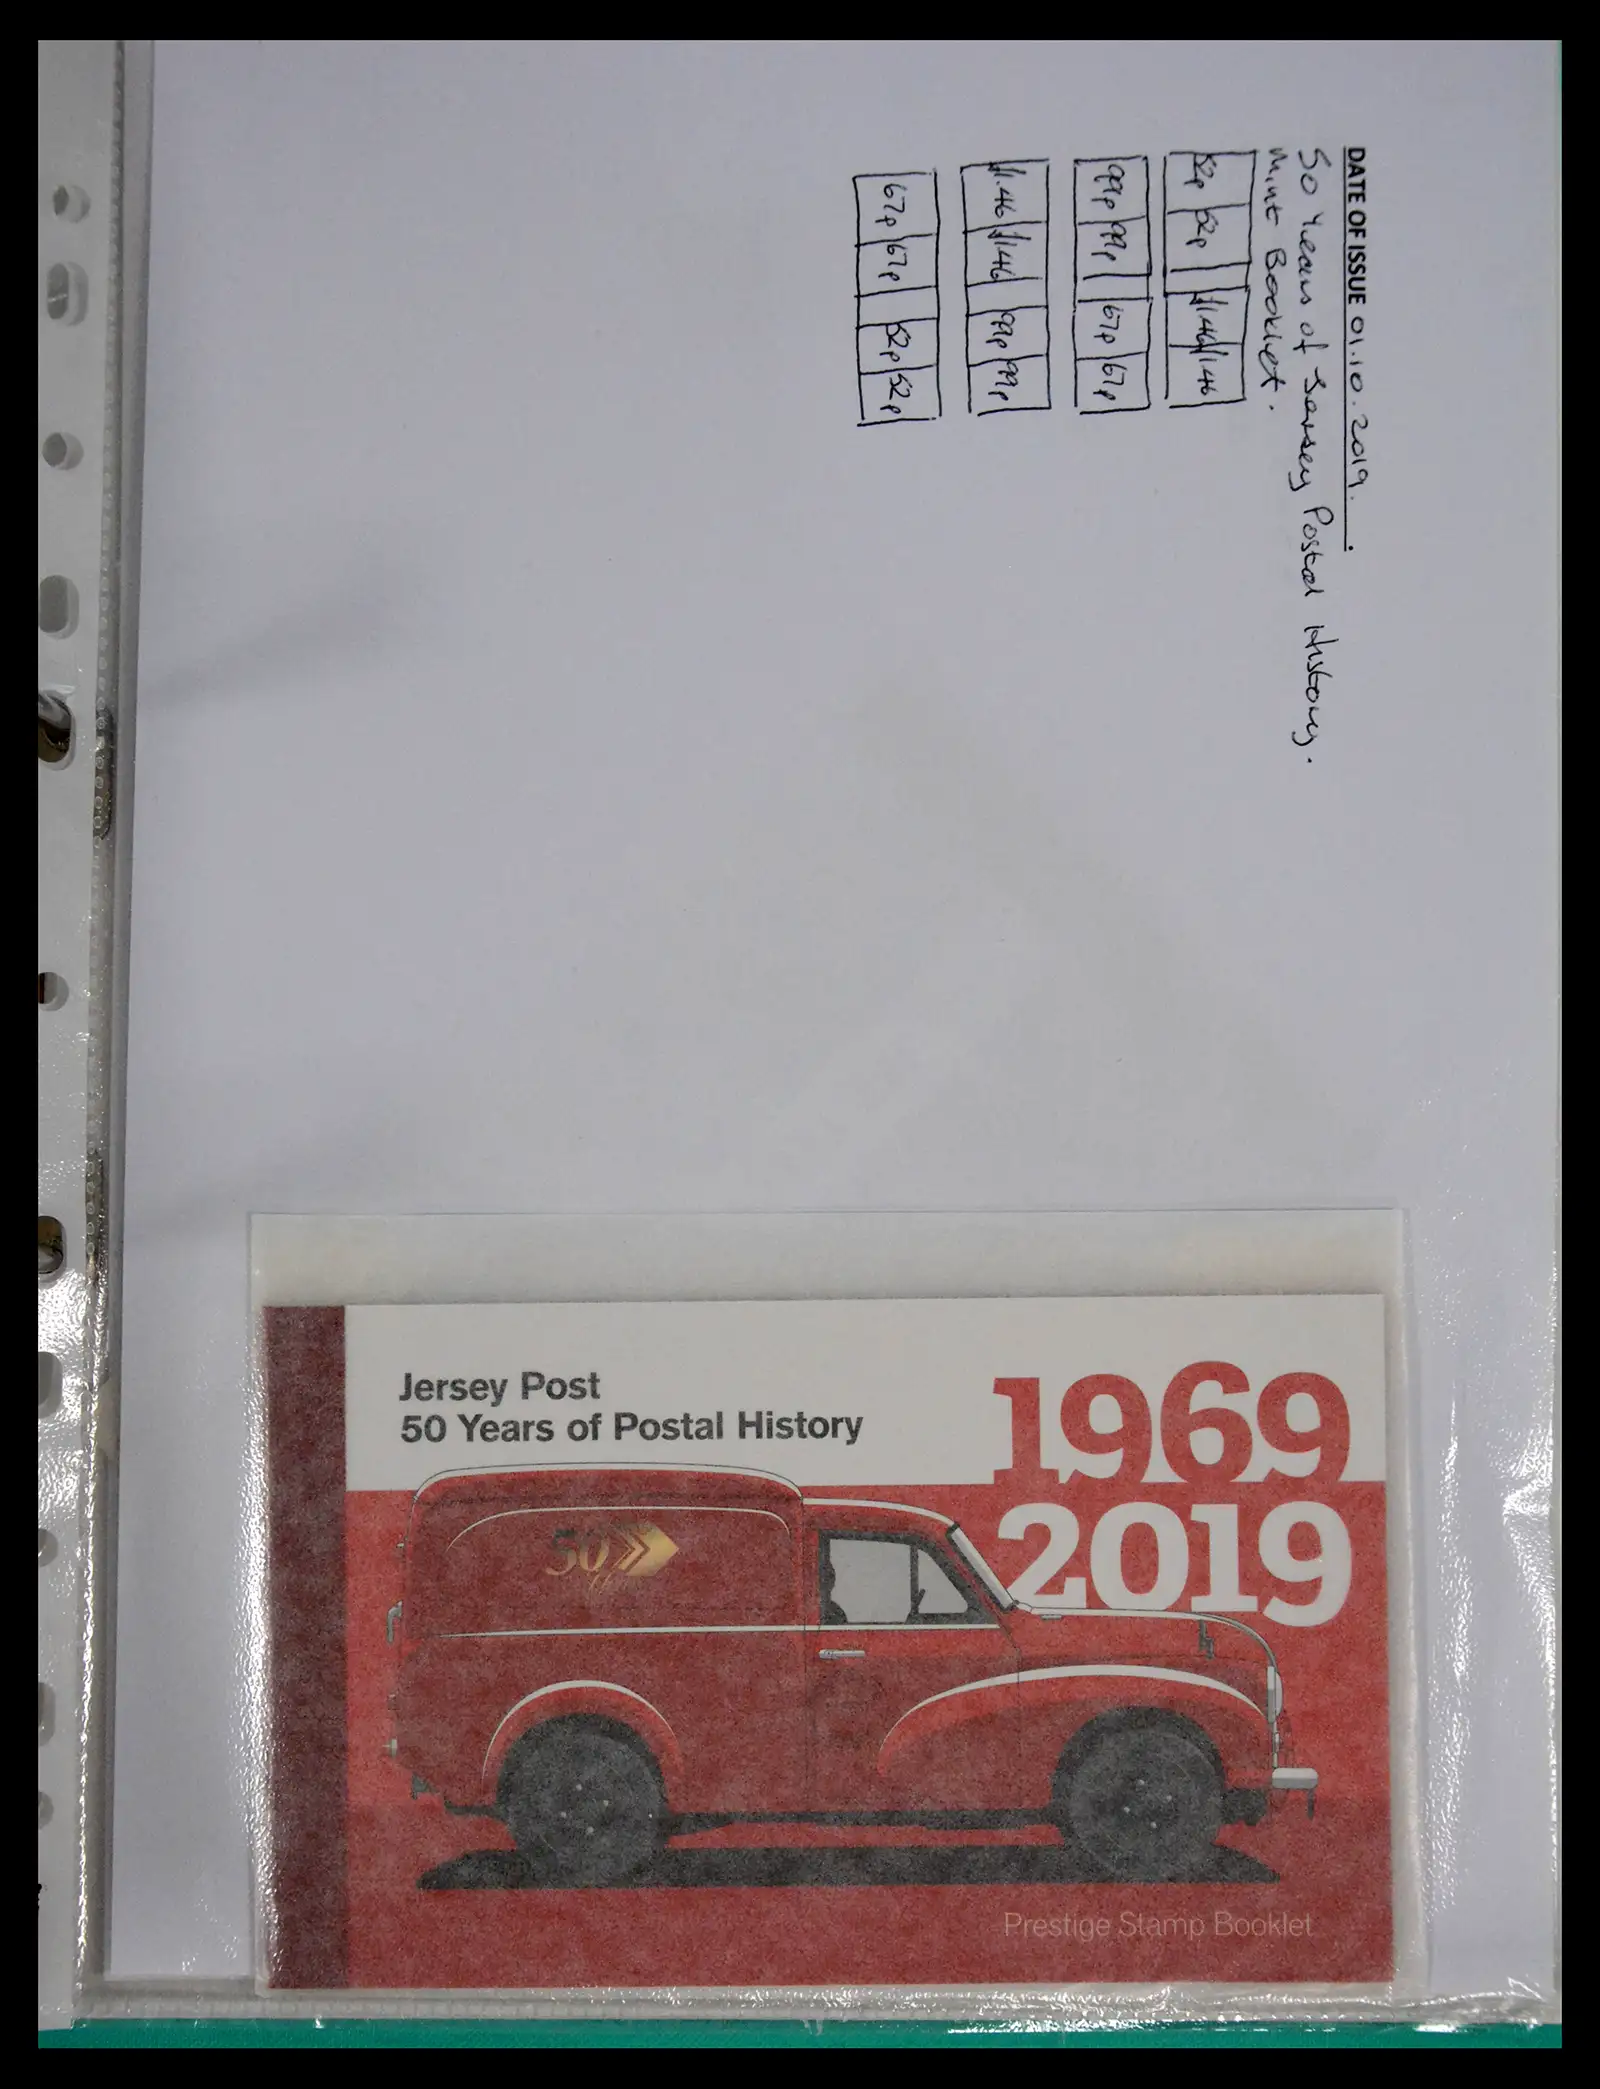 DATE OF ISSUE 01.10.2019.
50 Years of Jersey Postal History.
Mint Booklet.
52p 52p £1.46 £1.46
99p 99p 67p 67p
£1.46 £1.46 99p 99p
67p 67p 52p 52p
Jersey Post
50 Years of Postal History
1969
2019
50
Prestige Stamp Booklet